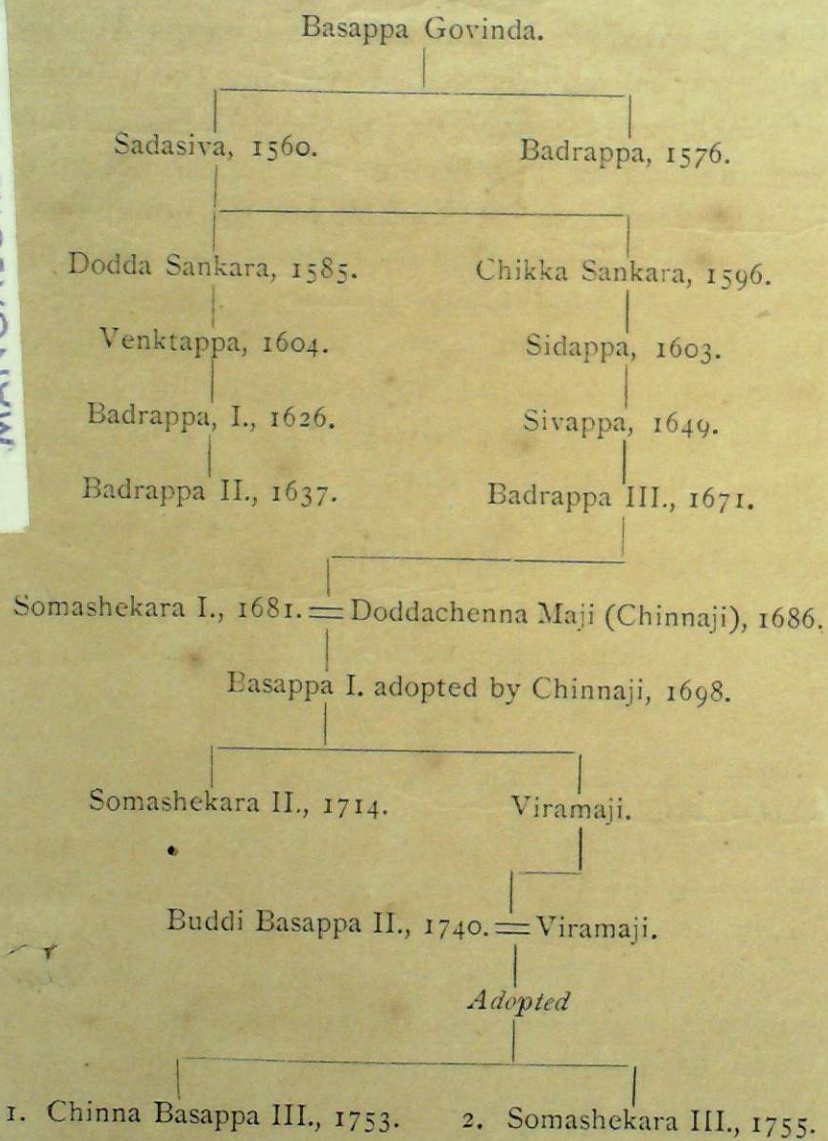 Basappa Govinda.
Sadasiva, 1560. Badrappa, 1576.
Dodda Sankara, 1585. Chikka Sankara, 1596.
Venktappa, 1604. Sidappa, 1603.
Badrappa, I., 1626. Sivappa, 1649.
Badrappa II., 1637. Badrappa III., 1671.
Somashekara I., 1681. = Doddachenna Maji (Chinnaji), 1686.
Basappa I. adopted by Chinnaji, 1698.
Somashekara II., 1714. Viramaji.
Buddi Basappa II., 1740. = Viramaji.
Adopted
1. Chinna Basappa III., 1753. 2. Somashekara III., 1755.